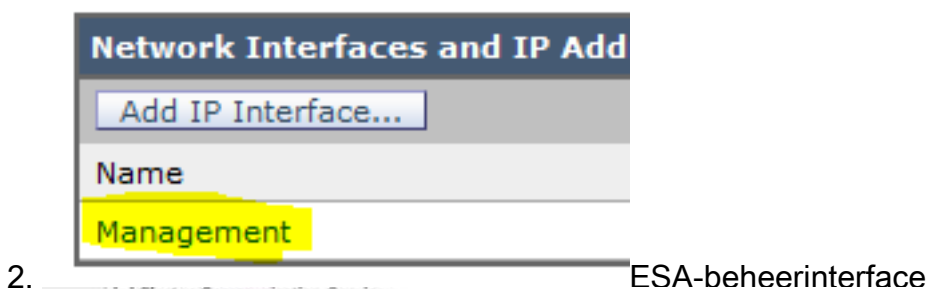 Network Interfaces and IP Add
Add IP Interface...
Name
Management
2. ESA-beheerinterface